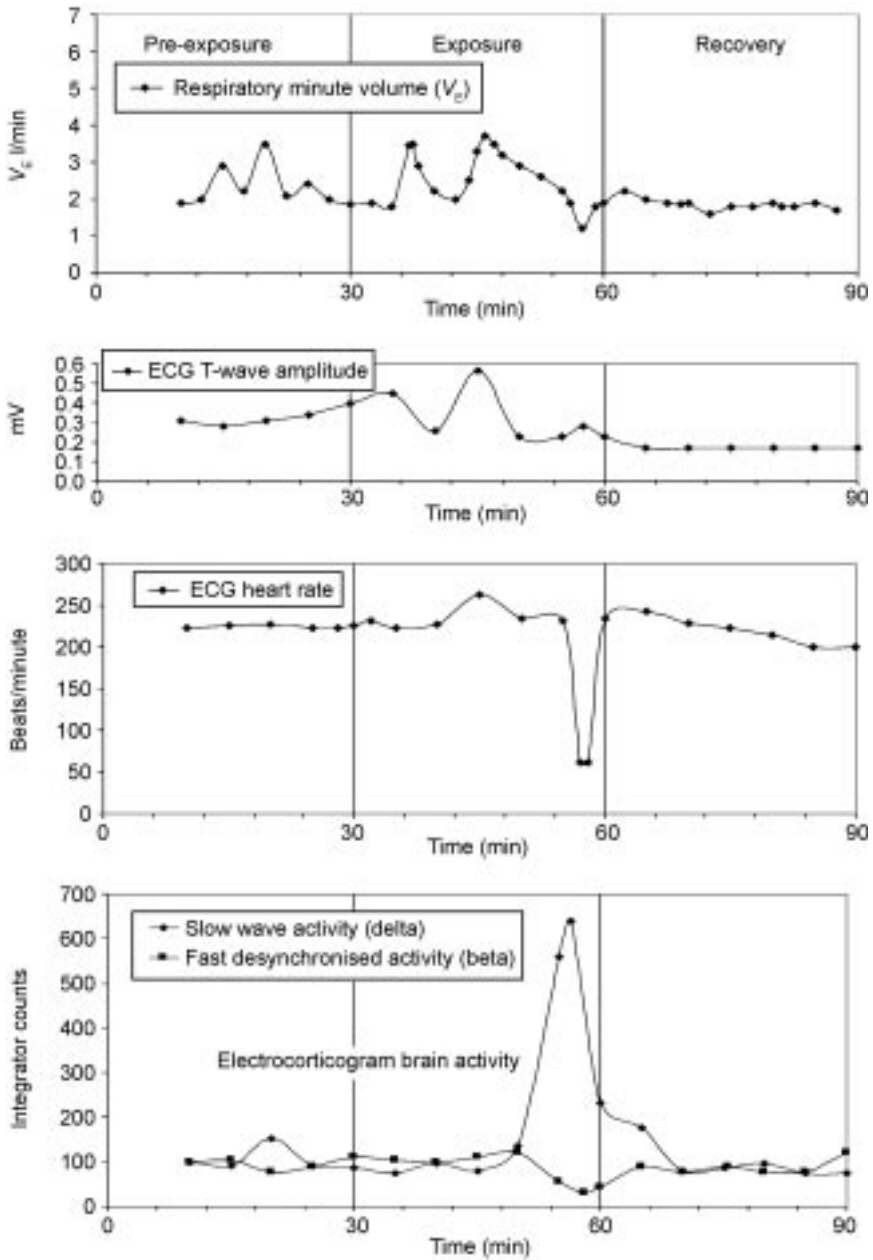 7
Pre-exposure Exposure Recovery
6
Respiratory minute volume (VE)
5
4
VE l/min
3
2
1
0
0 30 60 90
Time (min)
0.6
ECG T-wave amplitude
0.5
0.4
mV
0.3
0.2
0.1
0.0
0 30 60 90
Time (min)
300
ECG heart rate
250
200
Beats/minute
150
100
50
0
0 30 60 90
Time (min)
700
Slow wave activity (delta)
600
Fast desynchronised activity (beta)
500
Integrator counts
400
Electrocorticogram brain activity
300
200
100
0
0 30 60 90
Time (min)